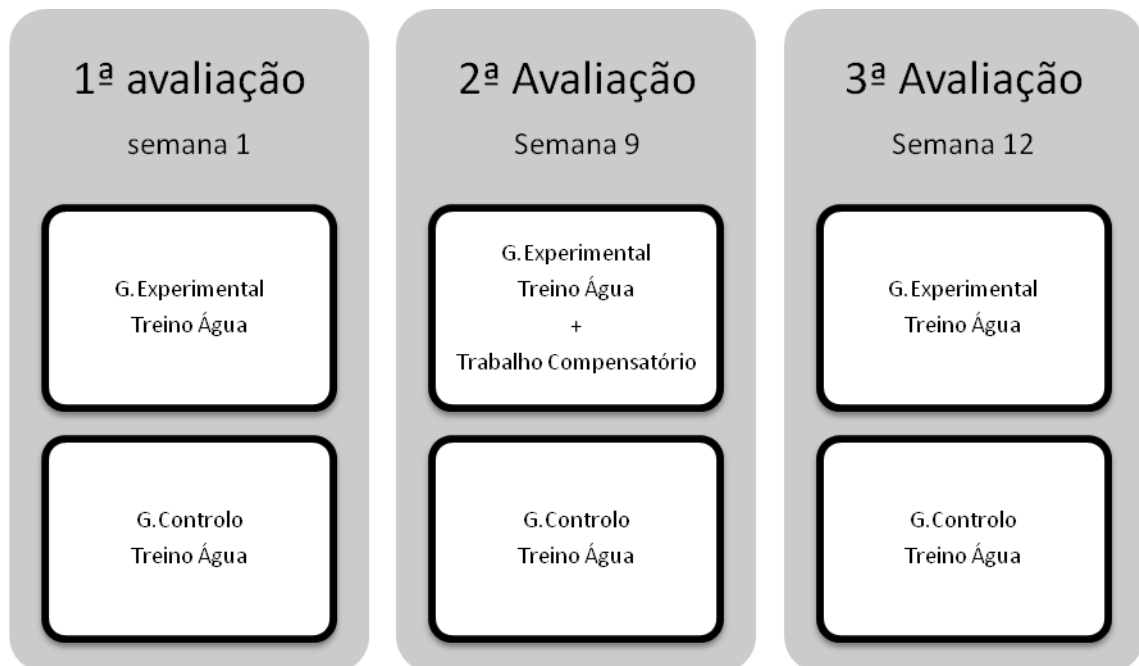 1ª avaliação
semana 1
G.Experimental
Treino Água
G.Controlo
Treino Água
2ª Avaliação
Semana 9
G.Experimental
Treino Água
+
Trabalho Compensatório
G.Controlo
Treino Água
3ª Avaliação
Semana 12
G.Experimental
Treino Água
G.Controlo
Treino Água